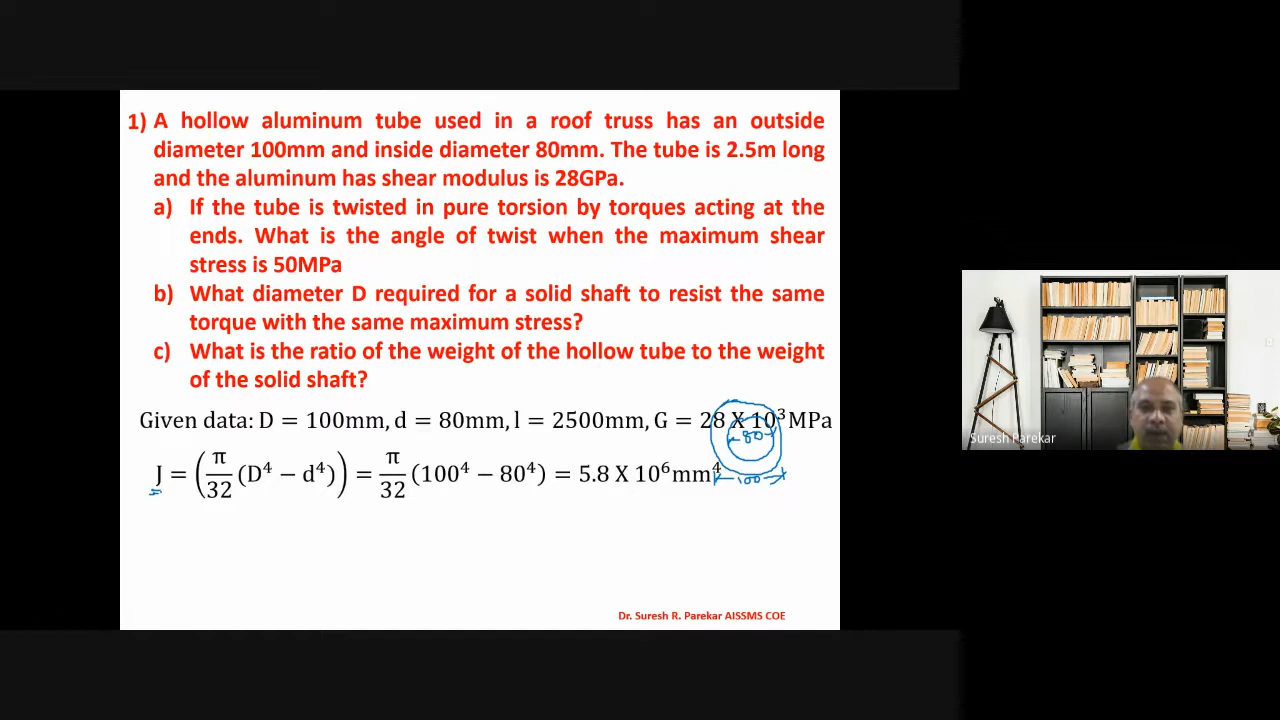 1) A hollow aluminum tube used in a roof truss has an outside
diameter 100mm and inside diameter 80mm. The tube is 2.5m long
and the aluminum has shear modulus is 28GPa.
a) If the tube is twisted in pure torsion by torques acting at the
ends. What is the angle of twist when the maximum shear
stress is 50MPa
b) What diameter D required for a solid shaft to resist the same
torque with the same maximum stress?
c) What is the ratio of the weight of the hollow tube to the weight
of the solid shaft?
Given data: D = 100mm, d = 80mm, l = 2500mm, G = 28 X 10³MPa
80
J = (π/32 (D⁴ − d⁴)) = π/32 (100⁴ − 80⁴) = 5.8 X 10⁶mm⁴
100
Dr. Suresh R. Parekar AISSMS COE
Suresh Parekar